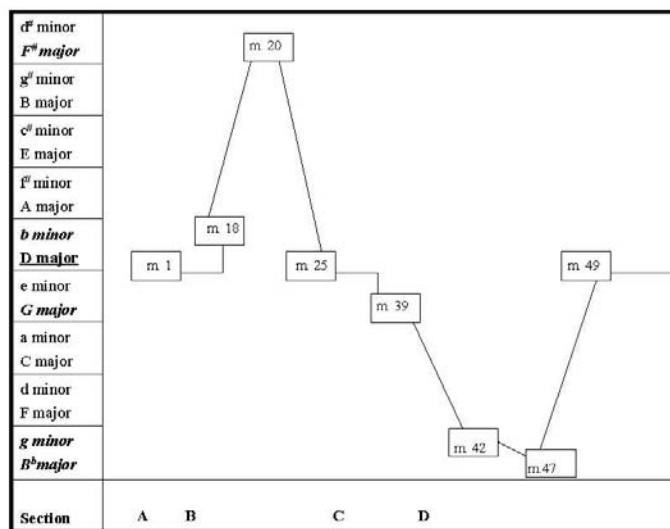 d# minor
F# major
m. 20
g# minor
B major
c# minor
E major
f# minor
A major
b minor
m. 18
D major
m. 1
m. 25
m. 49
e minor
G major
m. 39
a minor
C major
d minor
F major
g minor
m. 42
Bb major
m.47
Section A B C D